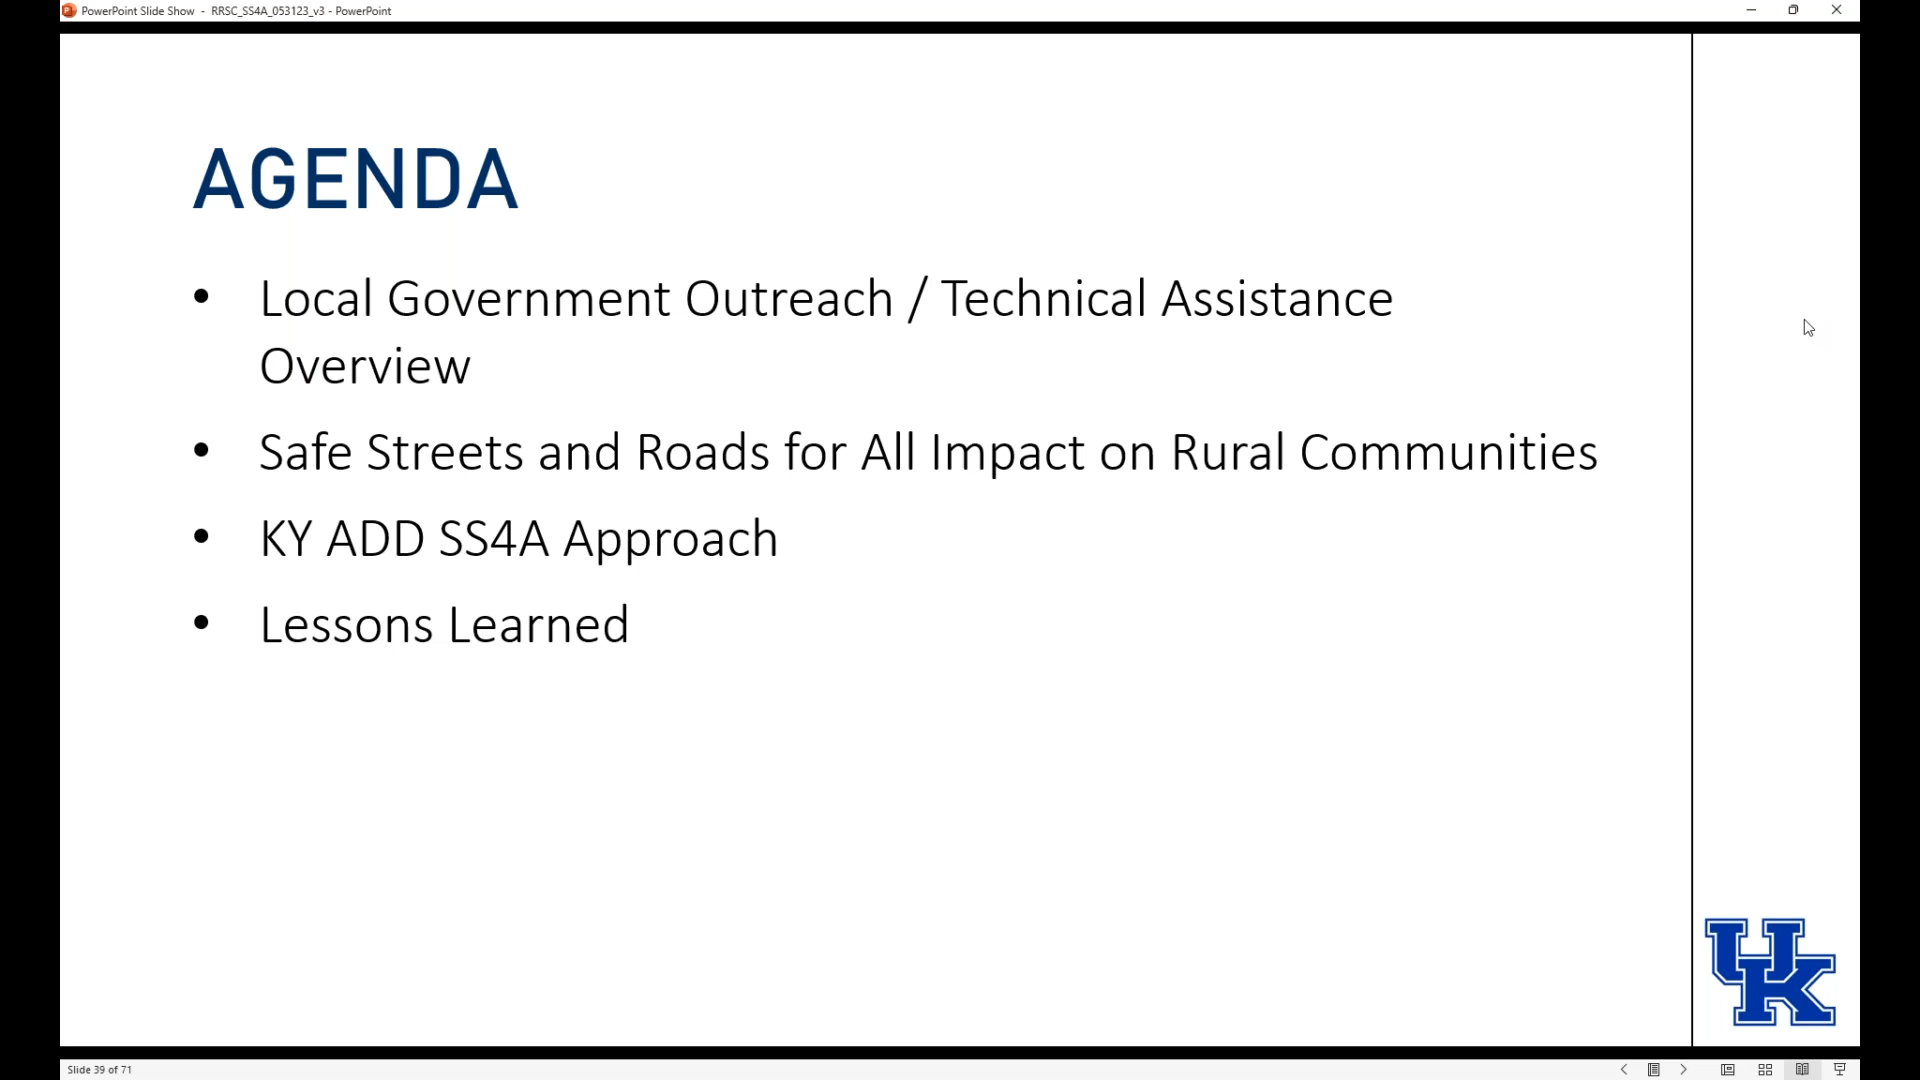 PowerPoint Slide Show - RRSC_SS4A_053123_v3 - PowerPoint
AGENDA
• Local Government Outreach / Technical Assistance
Overview
• Safe Streets and Roads for All Impact on Rural Communities
• KY ADD SS4A Approach
• Lessons Learned
UK
Slide 39 of 71